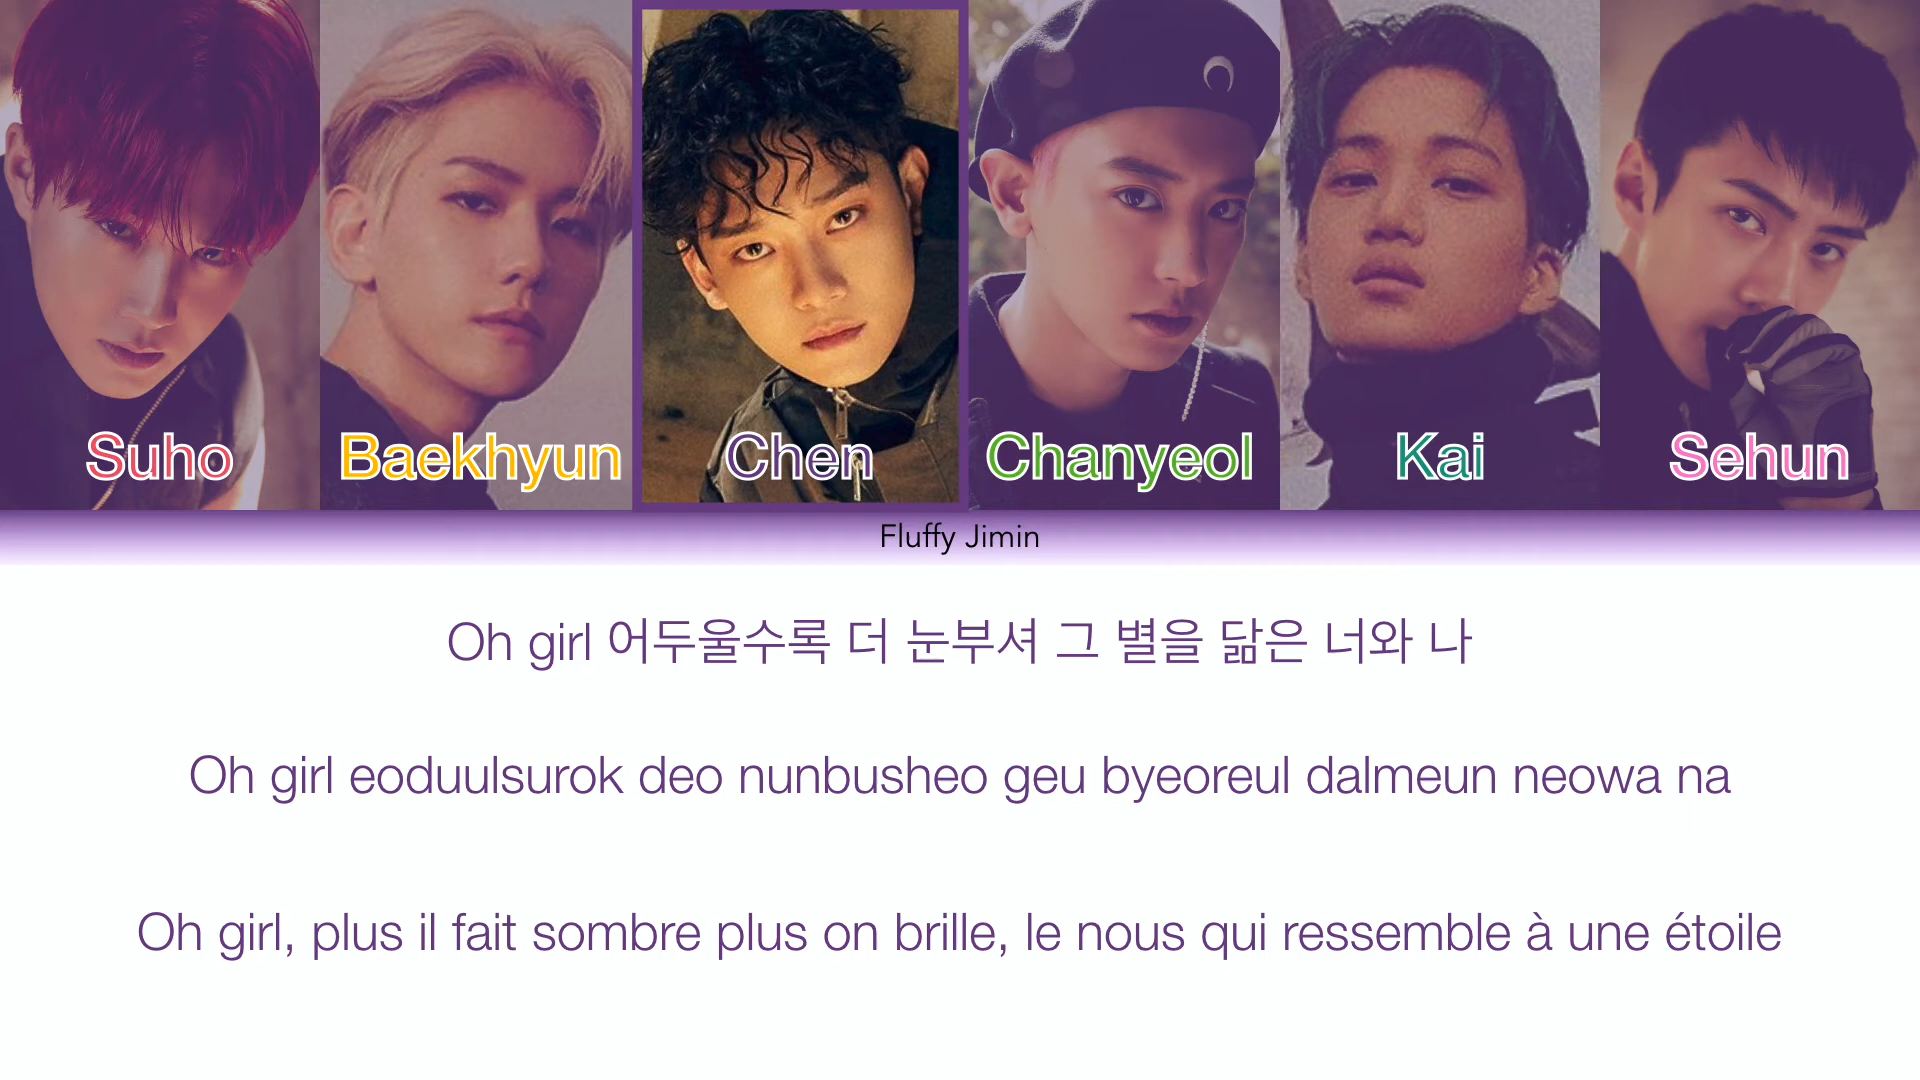 Suho Baekhyun Chen Chanyeol Kai Sehun
Fluffy Jimin
Oh girl 어두울수록 더 눈부셔 그 별을 닮은 너와 나
Oh girl eoduulsurok deo nunbusheo geu byeoreul dalmeun neowa na
Oh girl, plus il fait sombre plus on brille, le nous qui ressemble à une étoile